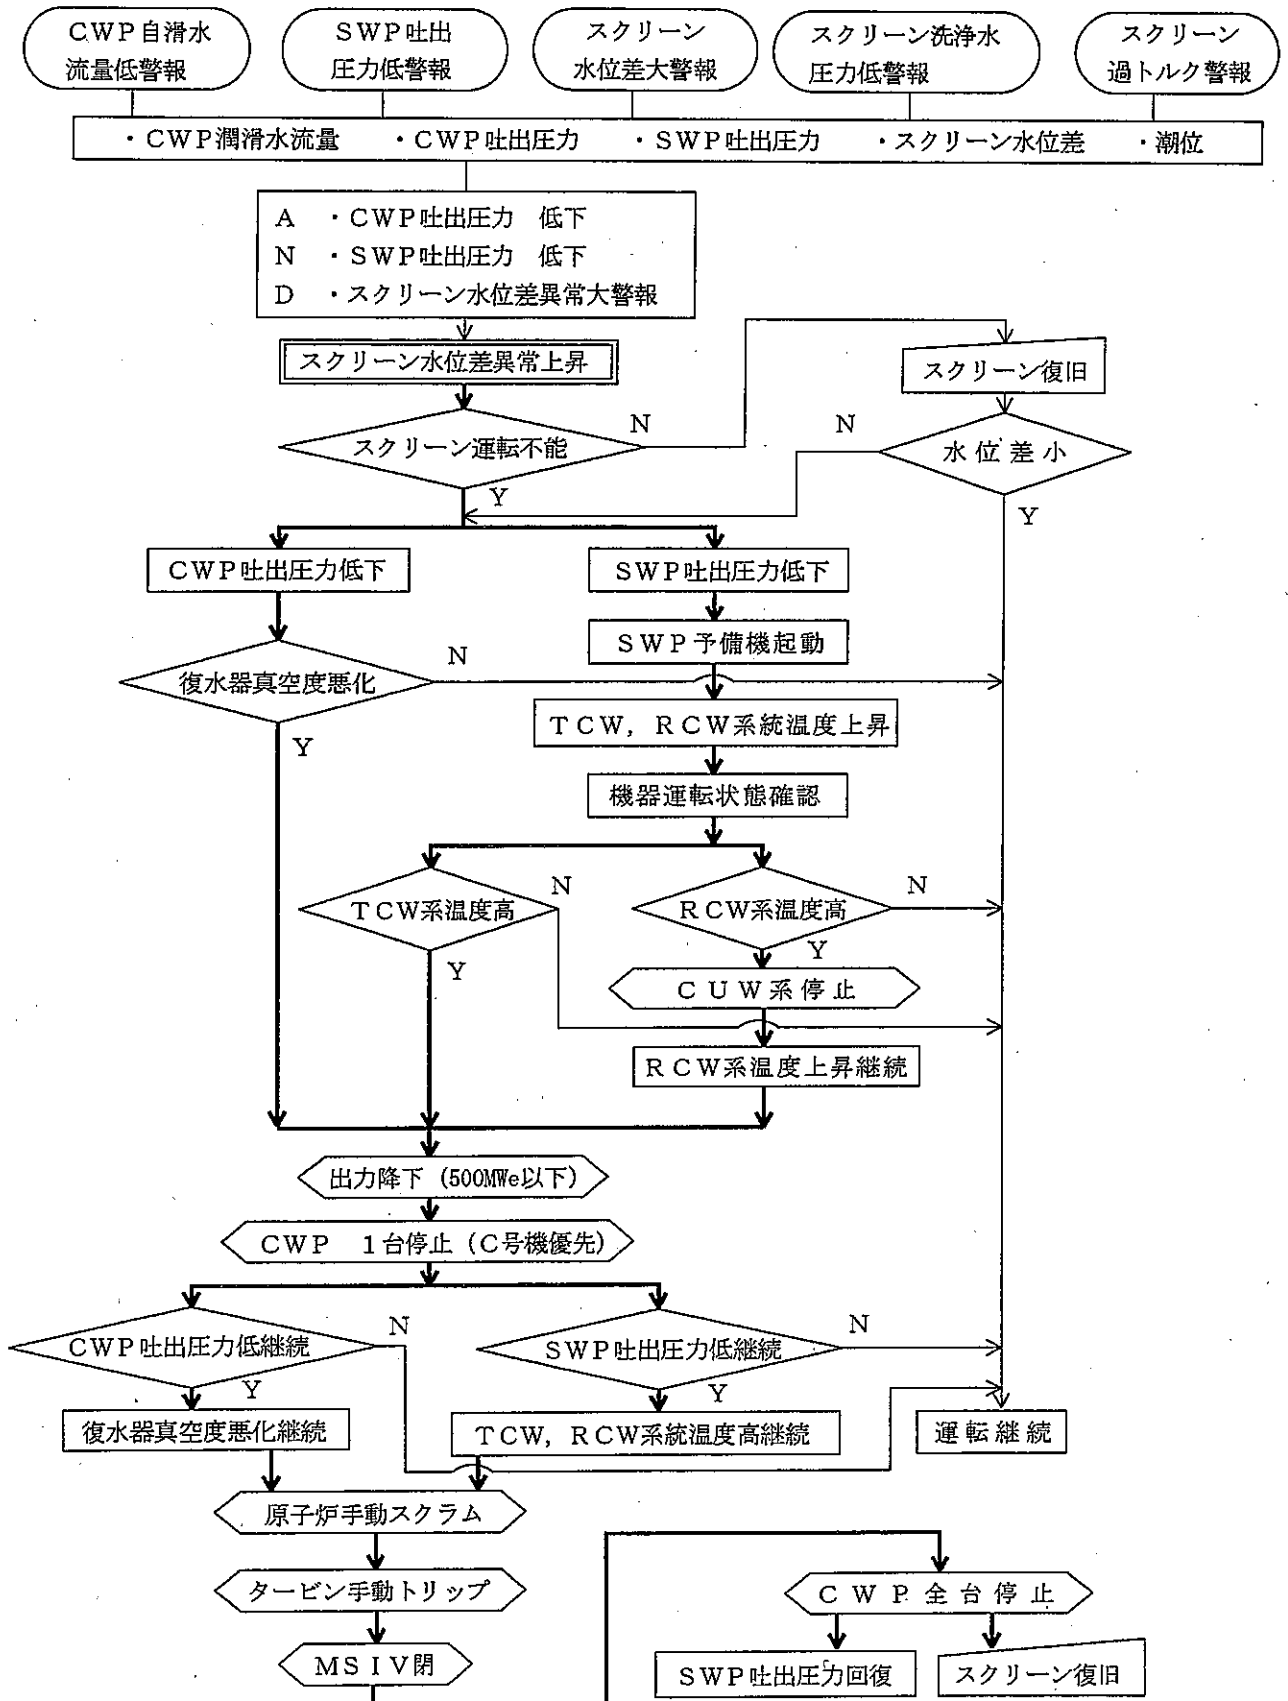 CWP自滑水
流量低警報
SWP吐出
圧力低警報
スクリーン
水位差大警報
スクリーン洗浄水
圧力低警報
スクリーン
過トルク警報
・CWP潤滑水流量 ・CWP吐出圧力 ・SWP吐出圧力 ・スクリーン水位差 ・潮位
A ・CWP吐出圧力 低下
N ・SWP吐出圧力 低下
D ・スクリーン水位差異常大警報
スクリーン水位差異常上昇
スクリーン復旧
スクリーン運転不能
N
N
水位差小
Y
Y
CWP吐出圧力低下
SWP吐出圧力低下
SWP予備機起動
復水器真空度悪化
N
TCW, RCW系統温度上昇
Y
機器運転状態確認
TCW系温度高
N
RCW系温度高
N
Y
Y
CUW系停止
RCW系温度上昇継続
出力降下 (500MWe以下)
CWP 1台停止 (C号機優先)
CWP吐出圧力低継続
N
SWP吐出圧力低継続
N
Y
Y
復水器真空度悪化継続
TCW, RCW系統温度高継続
運転継続
原子炉手動スクラム
タービン手動トリップ
CWP全台停止
MSIV閉
SWP吐出圧力回復
スクリーン復旧